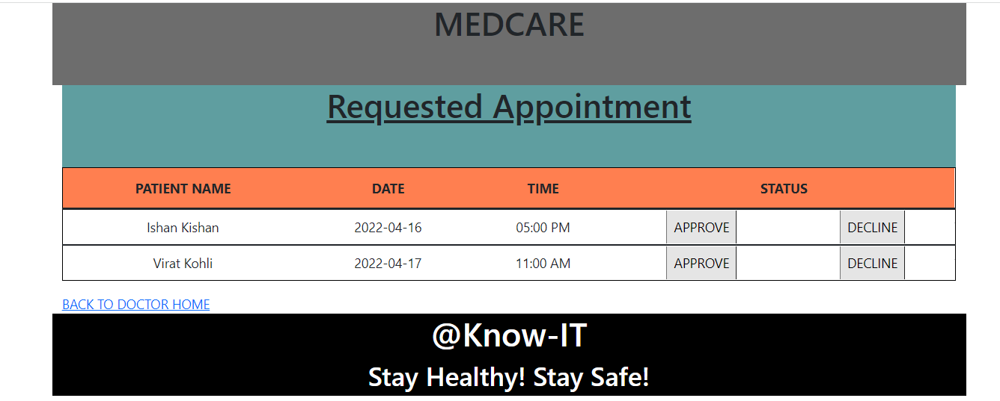 MEDCARE
Requested Appointment
PATIENT NAME DATE TIME STATUS
Ishan Kishan 2022-04-16 05:00 PM APPROVE DECLINE
Virat Kohli 2022-04-17 11:00 AM APPROVE DECLINE
BACK TO DOCTOR HOME
@Know-IT
Stay Healthy! Stay Safe!